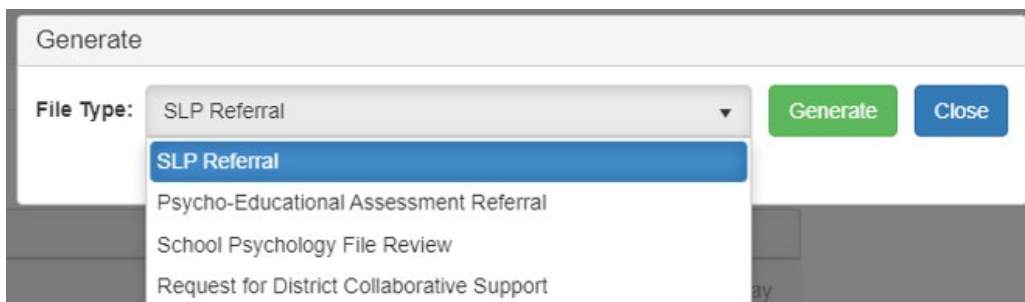 Generate
File Type: SLP Referral Generate Close
SLP Referral
Psycho-Educational Assessment Referral
School Psychology File Review
Request for District Collaborative Support
ay